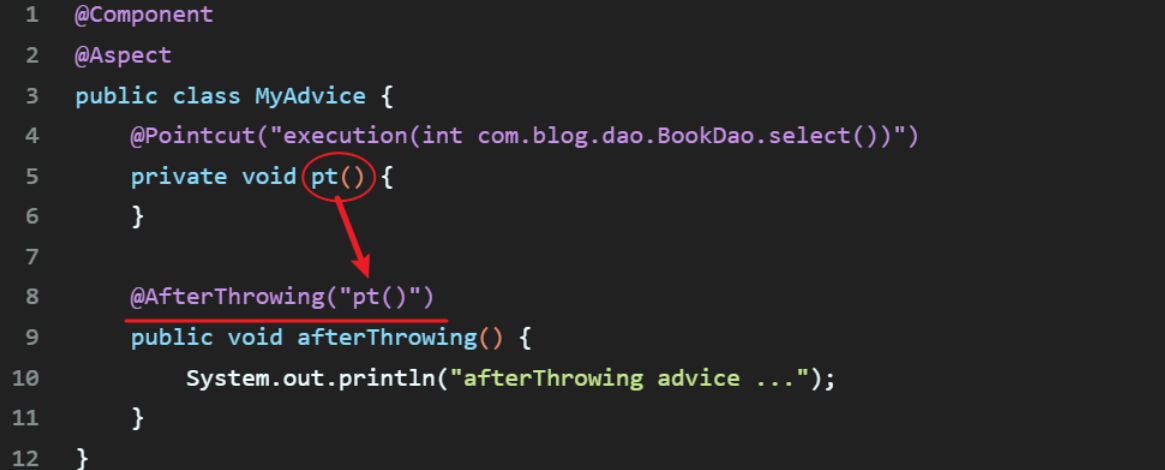 1 @Component
2 @Aspect
3 public class MyAdvice {
4     @Pointcut("execution(int com.blog.dao.BookDao.select())")
5     private void pt() {
6     }
7
8     @AfterThrowing("pt()")
9     public void afterThrowing() {
10         System.out.println("afterThrowing advice ...");
11     }
12 }